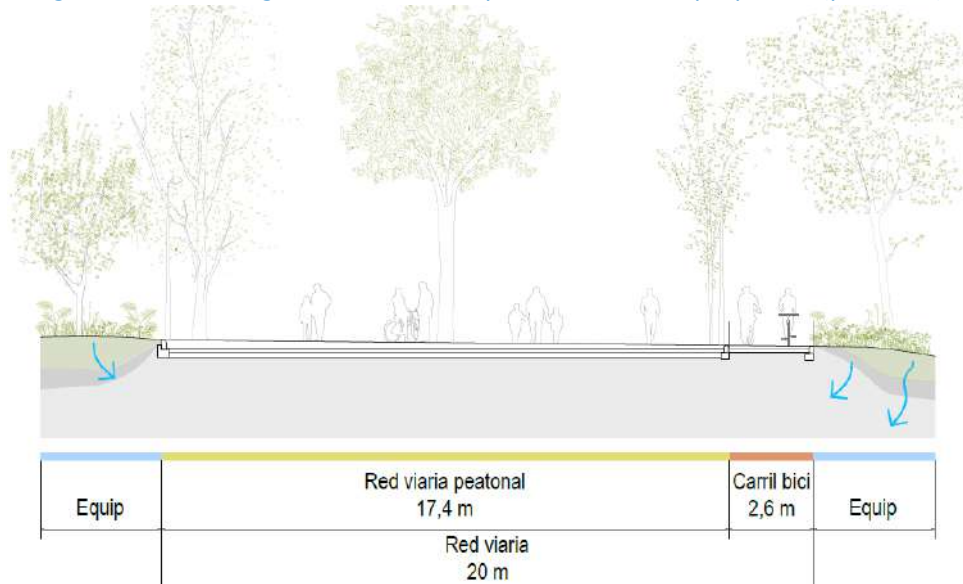 Equip
Red viaria peatonal
17,4 m
Carril bici
2,6 m
Equip
Red viaria
20 m